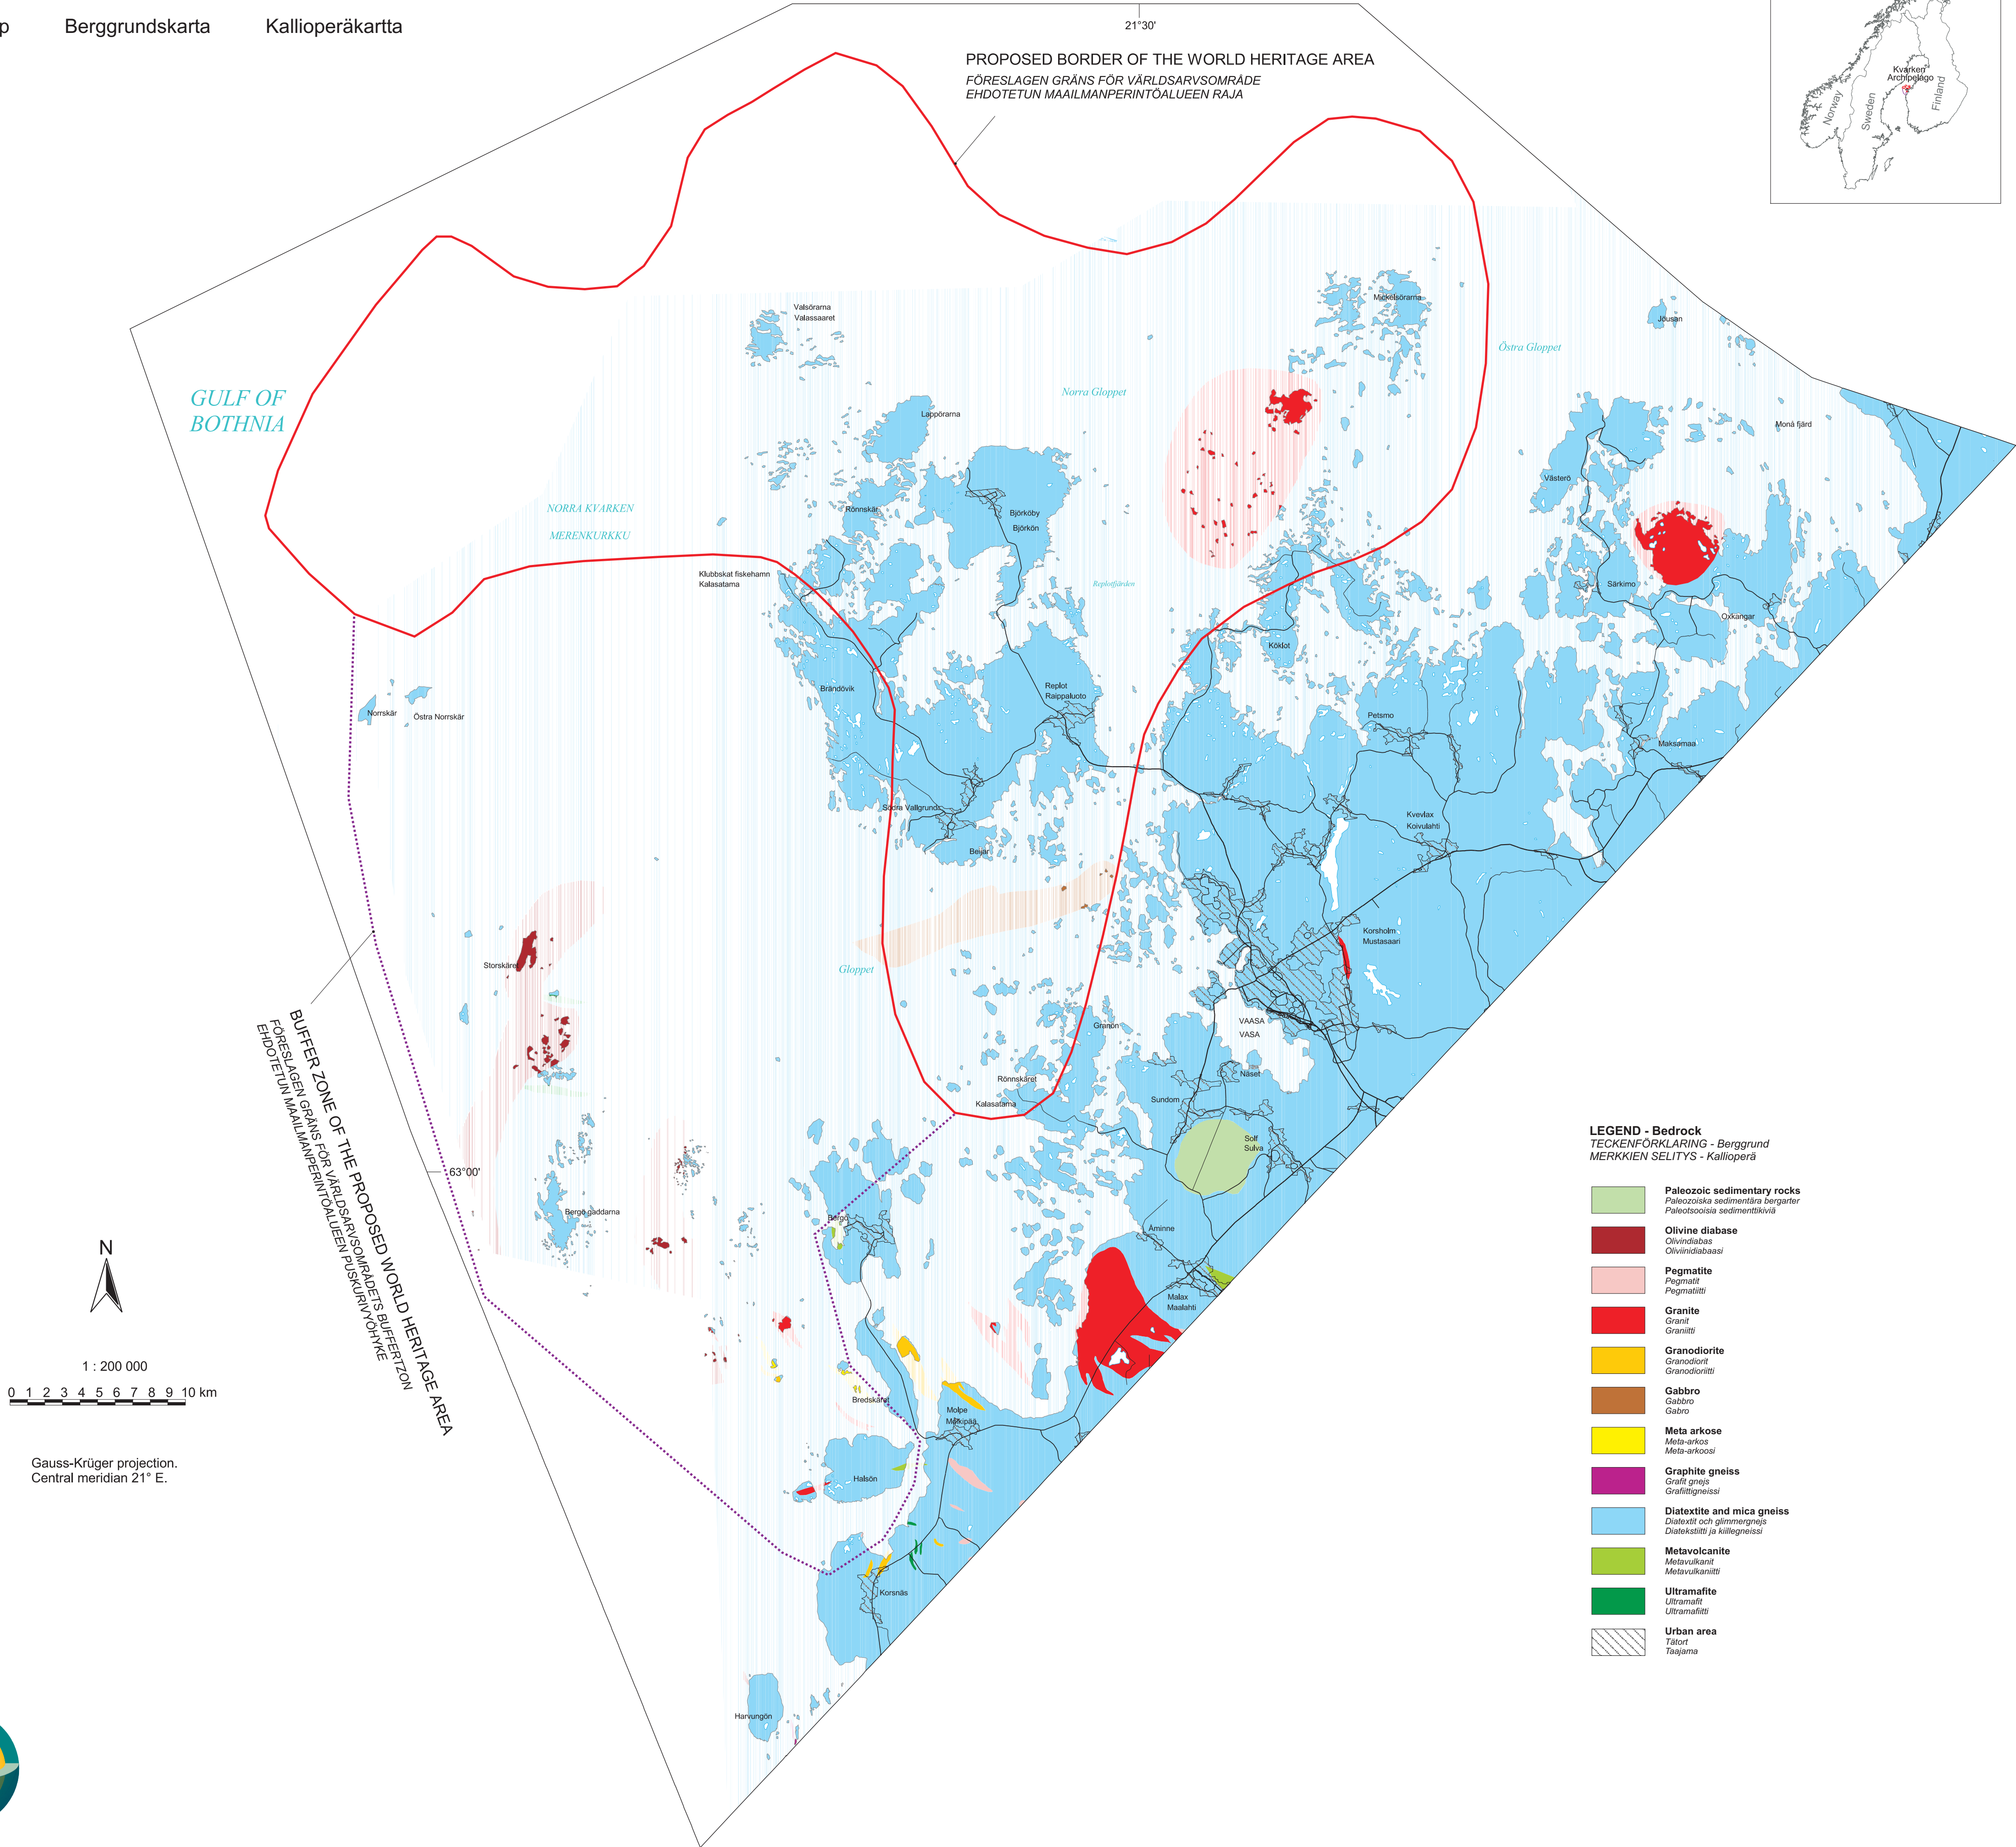 p Berggrundskarta Kallioperäkartta
21°30'
PROPOSED BORDER OF THE WORLD HERITAGE AREA
FÖRESLAGEN GRÄNS FÖR VÄRLDSARVSOMRÅDE
EHDOTETUN MAAILMANPERINTÖALUEEN RAJA
Kvarken
Archipelago
Norway
Sweden
Finland
Valsörarna
Valassaaret
Mickelsörarna
Jöusan
Östra Gloppet
GULF OF
BOTHNIA
Norra Gloppet
Lappörarna
Monå fjärd
Västerö
NORRA KVARKEN
MERENKURKKU
Rönnskär
Björköby
Björkön
Klubbskat fiskehamn
Kalasatama
Replotfjärden
Särkimo
Oxkangar
Köklot
Brändövik
Replot
Raippaluoto
Norrskär
Östra Norrskär
Petsmo
Maksamaa
Södra Vallgrund
Kvevlax
Koivulahti
Beijar
Korsholm
Mustasaari
Storskäret
Gloppet
Granön
VAASA
VASA
Näset
Rönnskäret
Kalasatama
Sundom
Solf
Sulva
63°00'
BUFFER ZONE OF THE PROPOSED WORLD HERITAGE AREA
FÖRESLAGEN GRÄNS FÖR VÄRLDSARVSOMRÅDETS BUFFERTZON
EHDOTETUN MAAILMANPERINTÖALUEEN PUSKURIVYÖHYKE
Bergö gaddarna
Bergö
Åminne
Malax
Maalahti
Bredskäret
Molpe
Moikipää
Halsön
Korsnäs
Harvungön
N
1 : 200 000
0 1 2 3 4 5 6 7 8 9 10 km
Gauss-Krüger projection.
Central meridian 21° E.
LEGEND - Bedrock
TECKENFÖRKLARING - Berggrund
MERKKIEN SELITYS - Kallioperä
Paleozoic sedimentary rocks
Paleozoiska sedimentära bergarter
Paleotsooisia sedimenttikiviä
Olivine diabase
Olivindiabas
Oliviinidiabaasi
Pegmatite
Pegmatit
Pegmatiitti
Granite
Granit
Graniitti
Granodiorite
Granodiorit
Granodioriitti
Gabbro
Gabbro
Gabro
Meta arkose
Meta-arkos
Meta-arkoosi
Graphite gneiss
Grafit gnejs
Grafiittigneissi
Diatextite and mica gneiss
Diatextit och glimmergnejs
Diatekstiitti ja kiillegneissi
Metavolcanite
Metavulkanit
Metavulkaniitti
Ultramafite
Ultramafit
Ultramafiitti
Urban area
Tätort
Taajama